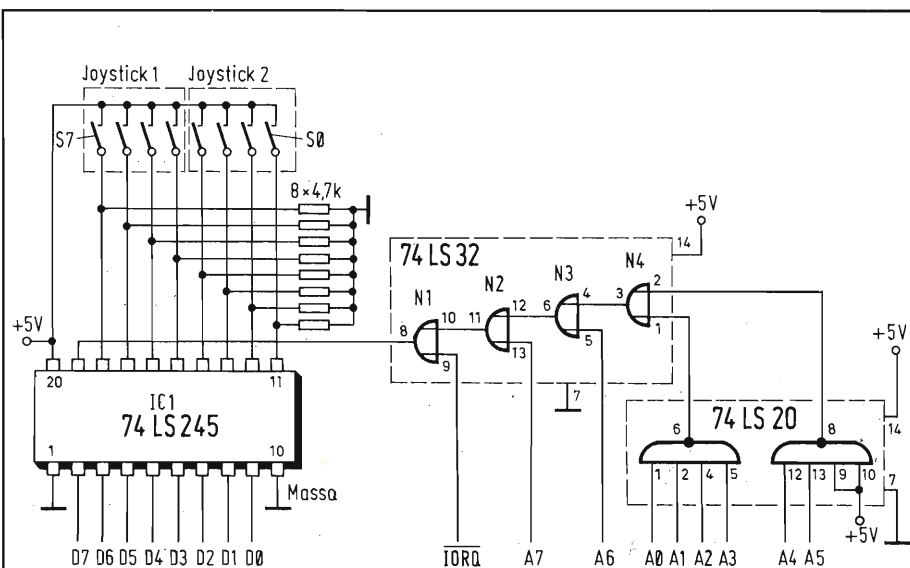 Joystick 1 Joystick 2
S7 S0
8×4,7k
+5V
14
74 LS 32
N4
N3
N2
N1
2
3
1
4
6
5
12
11
13
10
8
9
7
+5V
+5V
20 11
IC1
74 LS 245
1 10
Massa
74 LS 20
14
6 8
1 2 4 5 12 13 9 10
7
+5V
D7 D6 D5 D4 D3 D2 D1 D0 IORQ A7 A6 A0 A1 A2 A3 A4 A5